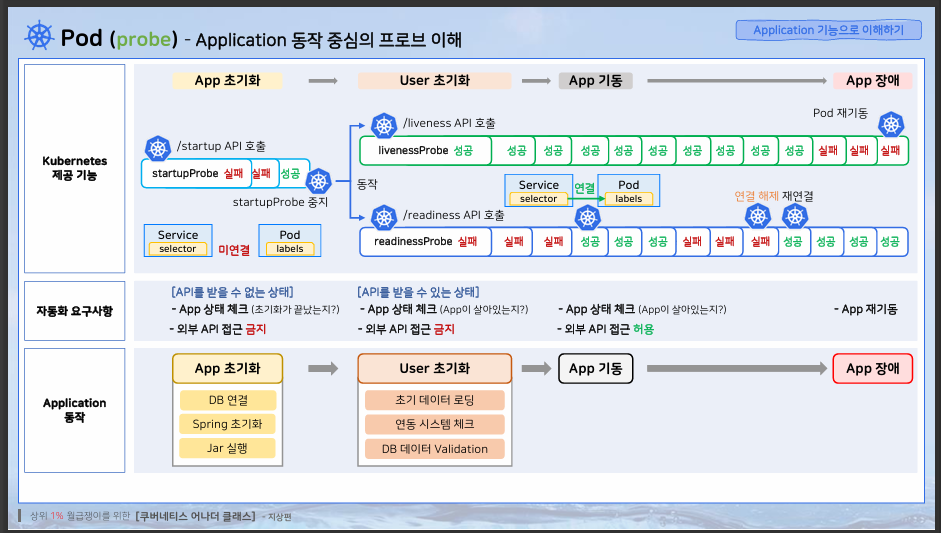 Pod (probe) - Application 동작 중심의 프로브 이해
Application 기능으로 이해하기
Kubernetes
제공 기능
App 초기화
User 초기화
App 기동
App 장애
/startup API 호출
startupProbe 실패 실패 성공
startupProbe 중지
동작
/liveness API 호출
Pod 재기동
livenessProbe 성공 성공 성공 성공 성공 성공 성공 성공 성공 성공 실패 실패 실패
Service
selector
연결
Pod
labels
/readiness API 호출
연결 해제 재연결
readinessProbe 실패 실패 실패 성공 성공 성공 실패 실패 실패 성공 성공 성공 성공
Service
selector
미연결
Pod
labels
자동화 요구사항
[API를 받을 수 없는 상태]
- App 상태 체크 (초기화가 끝났는지?)
- 외부 API 접근 금지
[API를 받을 수 있는 상태]
- App 상태 체크 (App이 살아있는지?)
- 외부 API 접근 금지
- App 상태 체크 (App이 살아있는지?)
- 외부 API 접근 허용
- App 재기동
Application
동작
App 초기화
DB 연결
Spring 초기화
Jar 실행
User 초기화
초기 데이터 로딩
연동 시스템 체크
DB 데이터 Validation
App 기동
App 장애
상위 1% 월급쟁이를 위한 [쿠버네티스 어나더 클래스] - 지상편